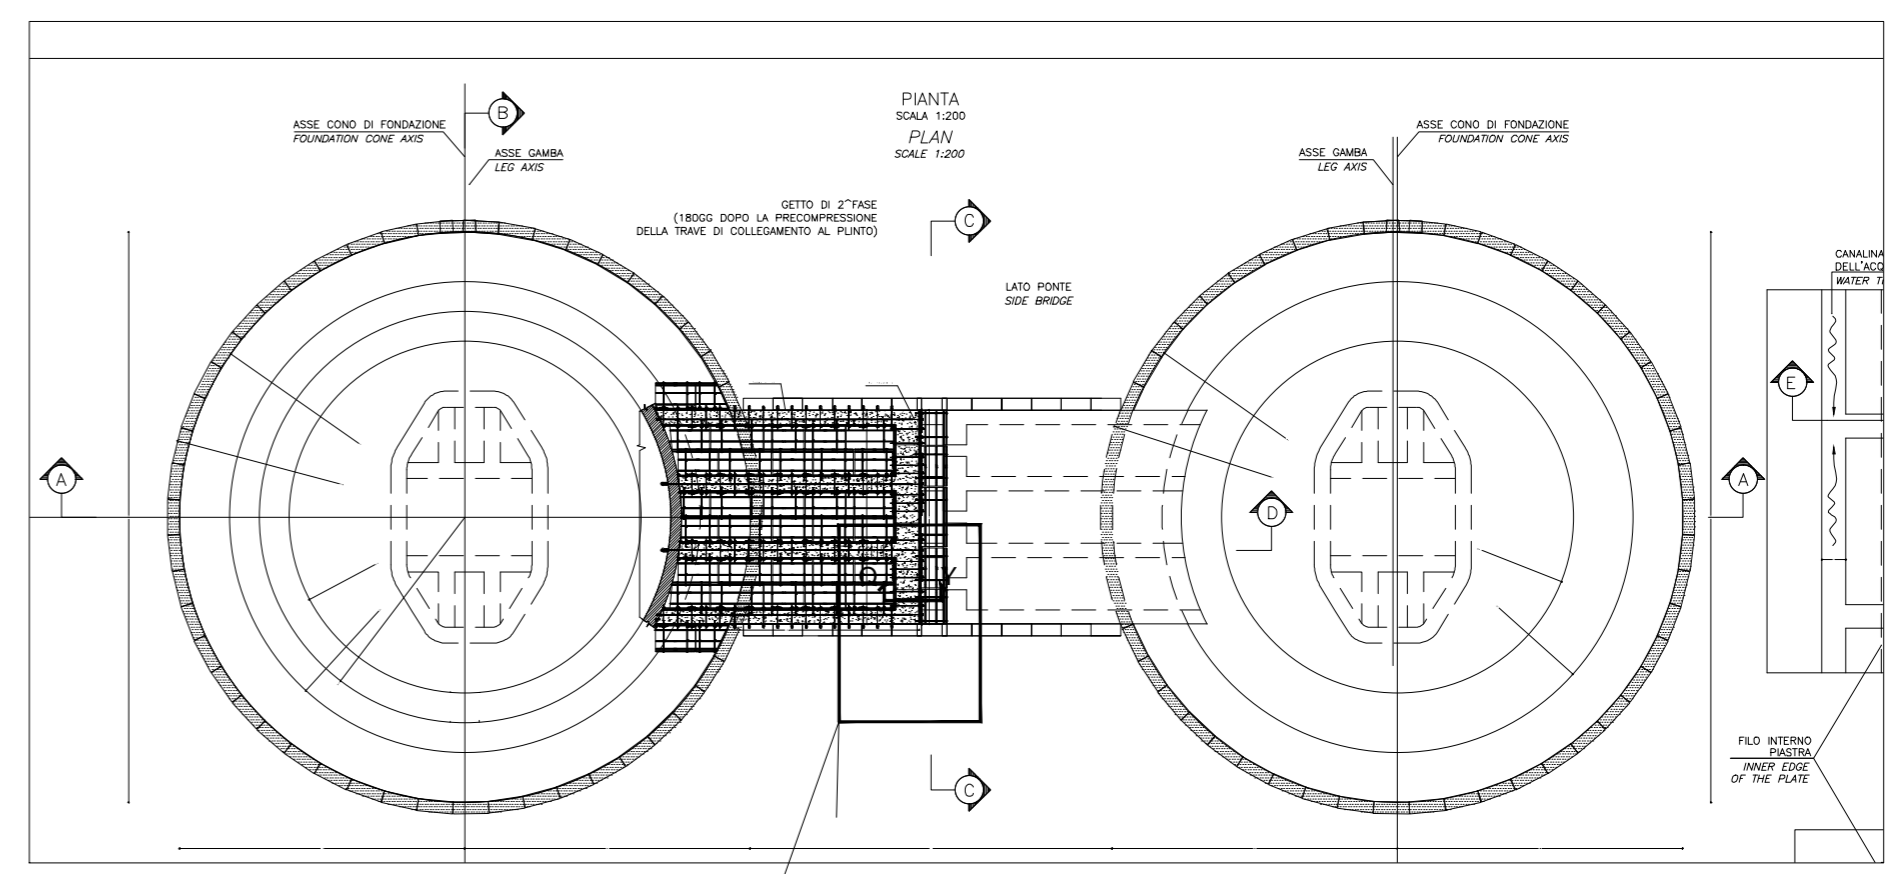 PIANTA
SCALA 1:200
PLAN
SCALE 1:200
B
ASSE CONO DI FONDAZIONE
FOUNDATION CONE AXIS
ASSE GAMBA
LEG AXIS
ASSE CONO DI FONDAZIONE
FOUNDATION CONE AXIS
ASSE GAMBA
LEG AXIS
GETTO DI 2^FASE
(180GG DOPO LA PRECOMPRESSIONE
DELLA TRAVE DI COLLEGAMENTO AL PLINTO)
C
LATO PONTE
SIDE BRIDGE
CANALINA
DELL'ACQ
WATER
E
A
A
D
C
FILO INTERNO
PIASTRA
INNER EDGE
OF THE PLATE